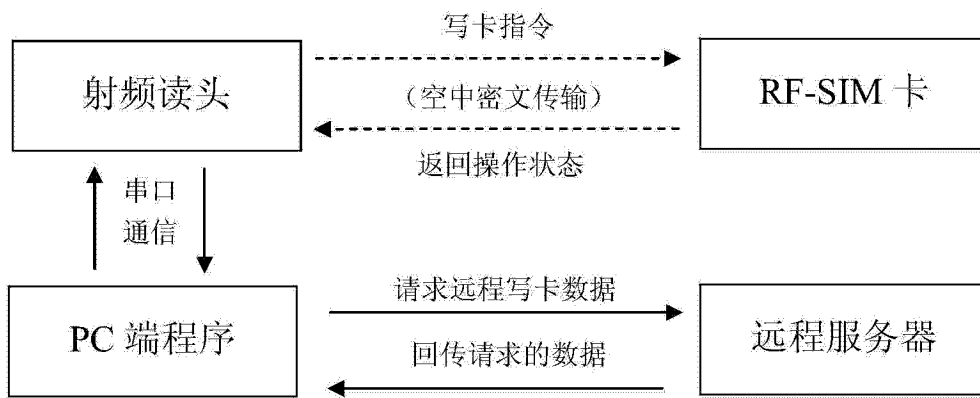 写卡指令
射频读头
（空中密文传输）
RF-SIM 卡
返回操作状态
串口
通信
请求远程写卡数据
PC 端程序
远程服务器
回传请求的数据